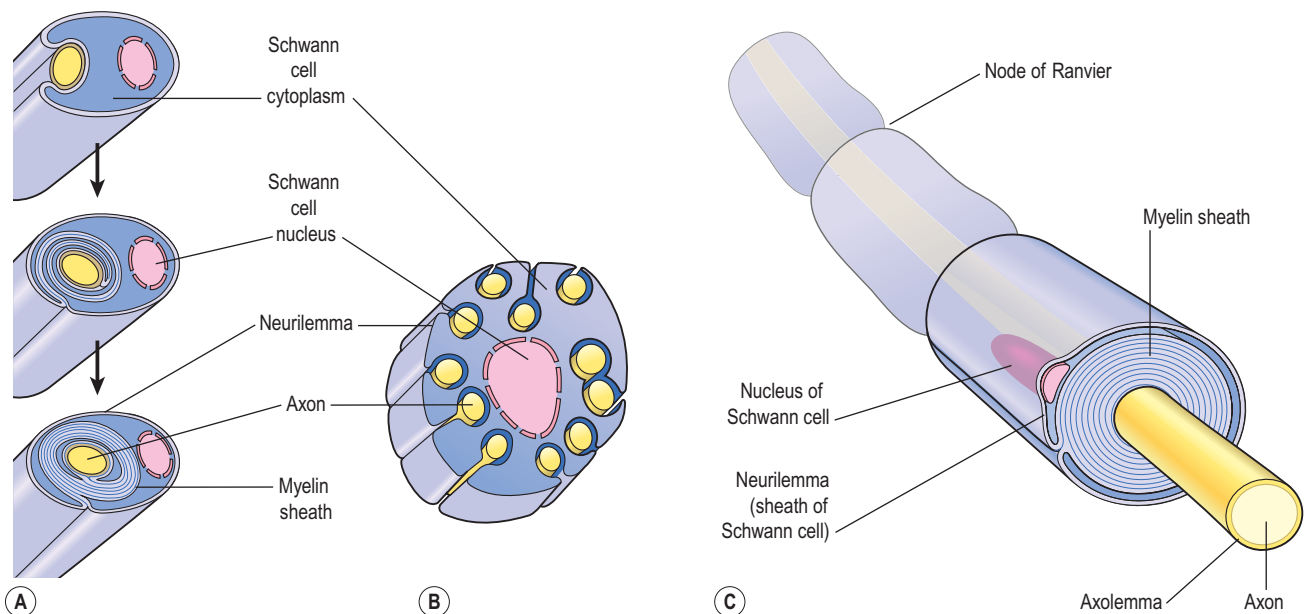 Schwann
cell
cytoplasm
Schwann
cell
nucleus
Neurilemma
Axon
Myelin
sheath
A
B
Node of Ranvier
Myelin sheath
Nucleus of
Schwann cell
Neurilemma
(sheath of
Schwann cell)
Axolemma
Axon
C